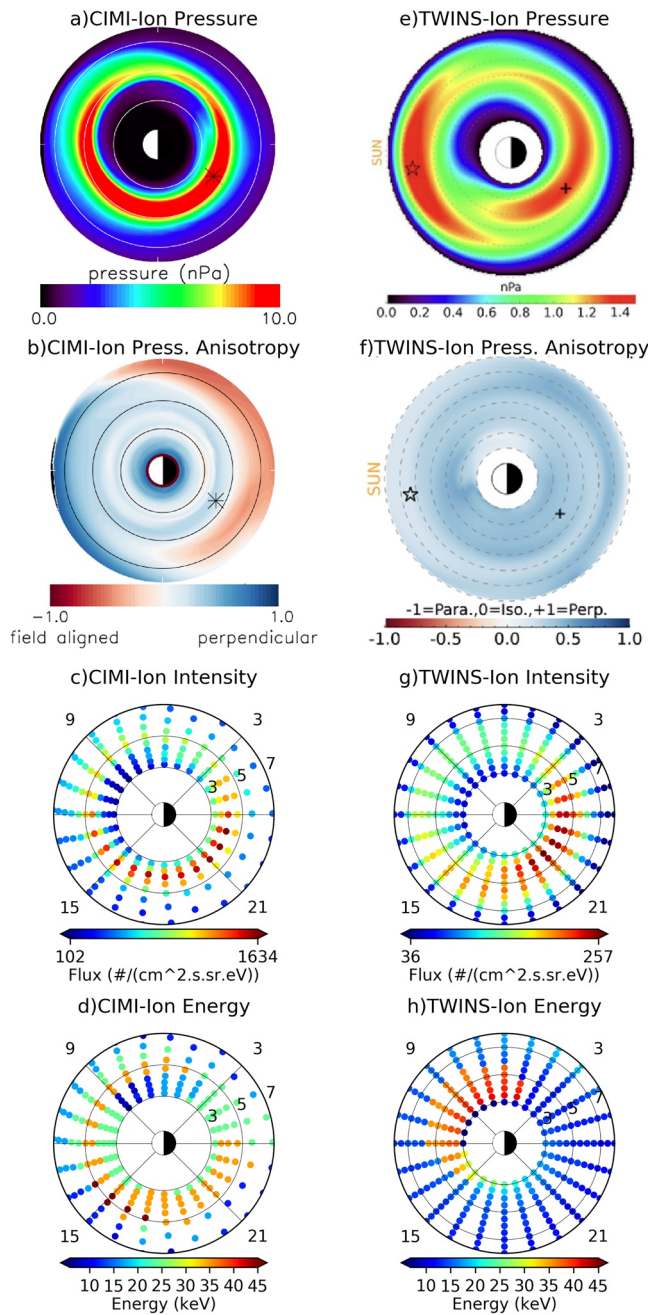 a)CIMI-Ion Pressure
pressure (nPa)
0.0 10.0
b)CIMI-Ion Press. Anisotropy
-1.0 1.0
field aligned perpendicular
c)CIMI-Ion Intensity
9 3
3 5 7
15 21
102 1634
Flux (#/(cm^2.s.sr.eV))
d)CIMI-Ion Energy
9 3
3 5 7
15 21
10 15 20 25 30 35 40 45
Energy (keV)
e)TWINS-Ion Pressure
SUN
nPa
0.0 0.2 0.4 0.6 0.8 1.0 1.2 1.4
f)TWINS-Ion Press. Anisotropy
SUN
-1=Para.,0=Iso.,+1=Perp.
-1.0 -0.5 0.0 0.5 1.0
g)TWINS-Ion Intensity
9 3
3 5 7
15 21
36 257
Flux (#/(cm^2.s.sr.eV))
h)TWINS-Ion Energy
9 3
3 5 7
15 21
10 15 20 25 30 35 40 45
Energy (keV)